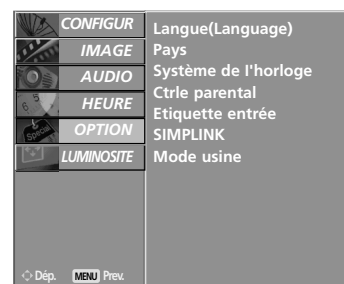 CONFIGUR
IMAGE
AUDIO
HEURE
OPTION
LUMINOSITE
Langue(Language)
Pays
Système de l'horloge
Ctrle parental
Etiquette entrée
SIMPLINK
Mode usine
Dép. MENU Prev.